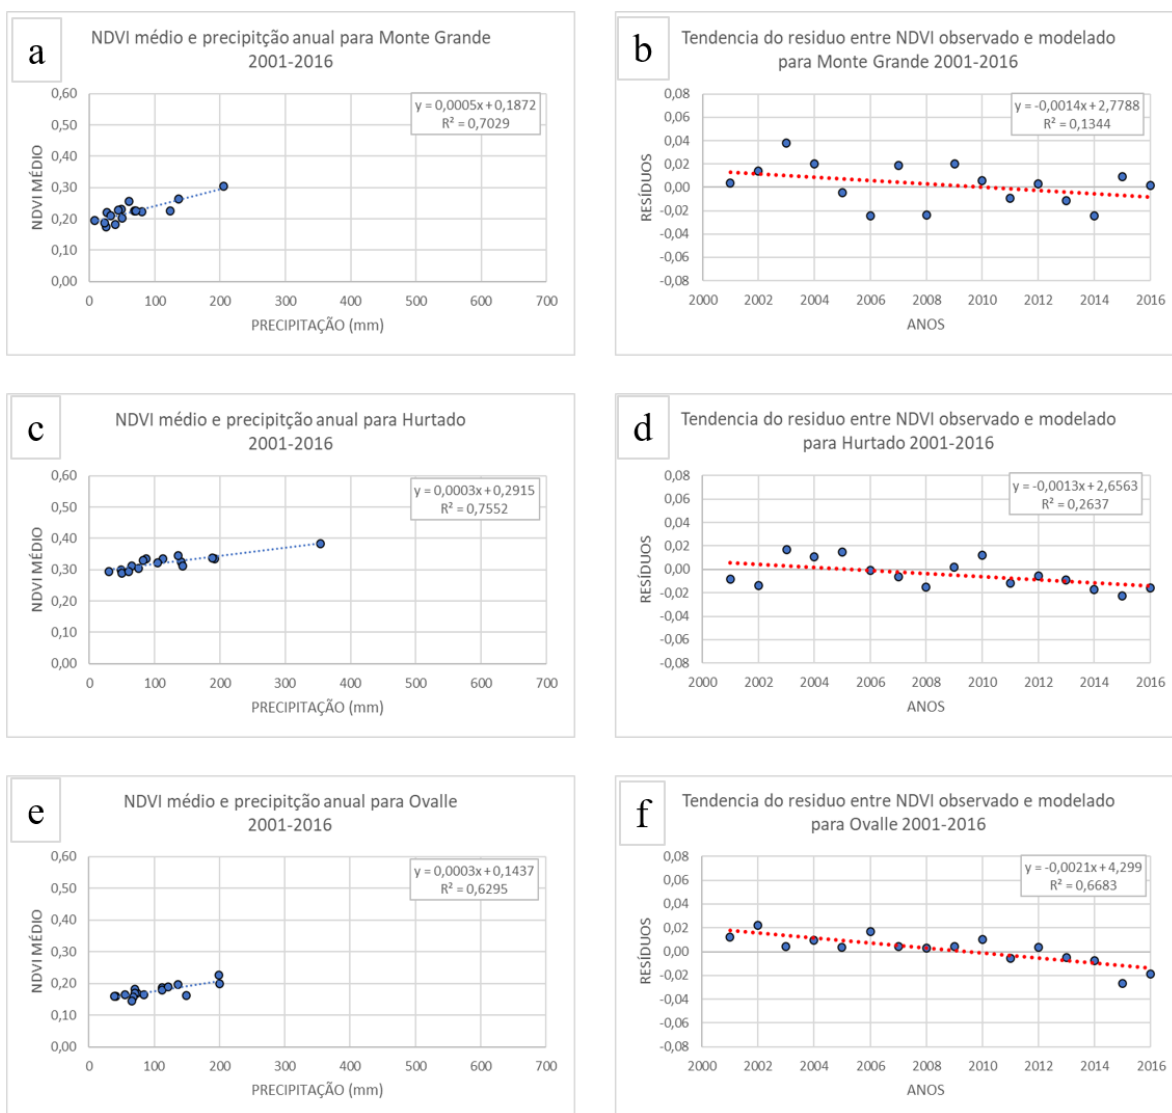 a
NDVI médio e precipitção anual para Monte Grande
2001-2016
y = 0,0005x + 0,1872
R² = 0,7029
NDVI MÉDIO
0,60
0,50
0,40
0,30
0,20
0,10
0,00
0 100 200 300 400 500 600 700
PRECIPITAÇÃO (mm)
b
Tendencia do residuo entre NDVI observado e modelado
para Monte Grande 2001-2016
y = -0,0014x + 2,7788
R² = 0,1344
RESÍDUOS
0,08
0,06
0,04
0,02
0,00
-0,02
-0,04
-0,06
-0,08
2000 2002 2004 2006 2008 2010 2012 2014 2016
ANOS
c
NDVI médio e precipitção anual para Hurtado
2001-2016
y = 0,0003x + 0,2915
R² = 0,7552
NDVI MÉDIO
0,60
0,50
0,40
0,30
0,20
0,10
0,00
0 100 200 300 400 500 600 700
PRECIPITAÇÃO (mm)
d
Tendencia do residuo entre NDVI observado e modelado
para Hurtado 2001-2016
y = -0,0013x + 2,6563
R² = 0,2637
RESÍDUOS
0,08
0,06
0,04
0,02
0,00
-0,02
-0,04
-0,06
-0,08
2000 2002 2004 2006 2008 2010 2012 2014 2016
ANOS
e
NDVI médio e precipitção anual para Ovalle
2001-2016
y = 0,0003x + 0,1437
R² = 0,6295
NDVI MÉDIO
0,60
0,50
0,40
0,30
0,20
0,10
0,00
0 100 200 300 400 500 600 700
PRECIPITAÇÃO (mm)
f
Tendencia do residuo entre NDVI observado e modelado
para Ovalle 2001-2016
y = -0,0021x + 4,299
R² = 0,6683
RESÍDUOS
0,08
0,06
0,04
0,02
0,00
-0,02
-0,04
-0,06
-0,08
2000 2002 2004 2006 2008 2010 2012 2014 2016
ANOS